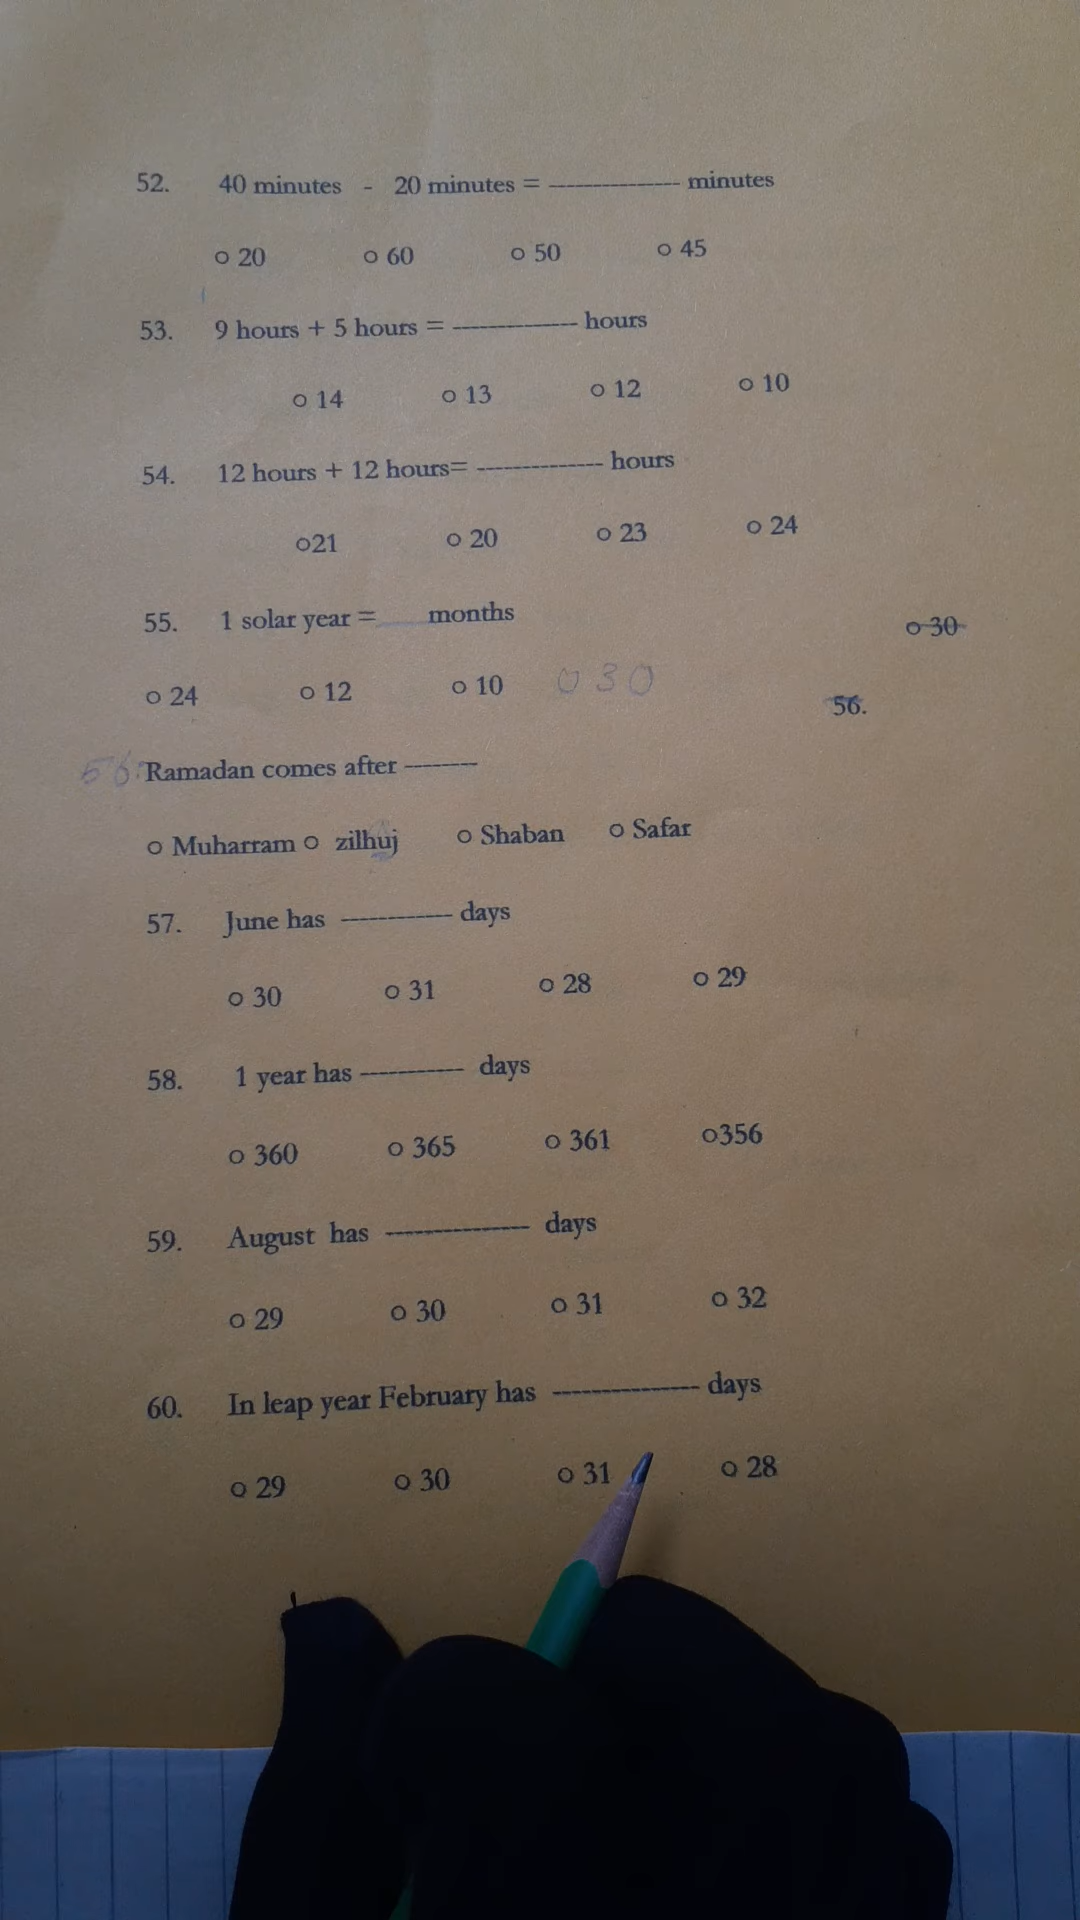 52. 40 minutes - 20 minutes = -------------- minutes
o 20 o 60 o 50 o 45
53. 9 hours + 5 hours = -------------- hours
o 14 o 13 o 12 o 10
54. 12 hours + 12 hours= -------------- hours
o21 o 20 o 23 o 24
55. 1 solar year = ___ months
o 30
o 24 o 12 o 10 o 30
56.
56. Ramadan comes after --------
o Muharram o zilhuj o Shaban o Safar
57. June has ------------ days
o 30 o 31 o 28 o 29
58. 1 year has ----------- days
o 360 o 365 o 361 o356
59. August has --------------- days
o 29 o 30 o 31 o 32
60. In leap year February has --------------- days
o 29 o 30 o 31 o 28